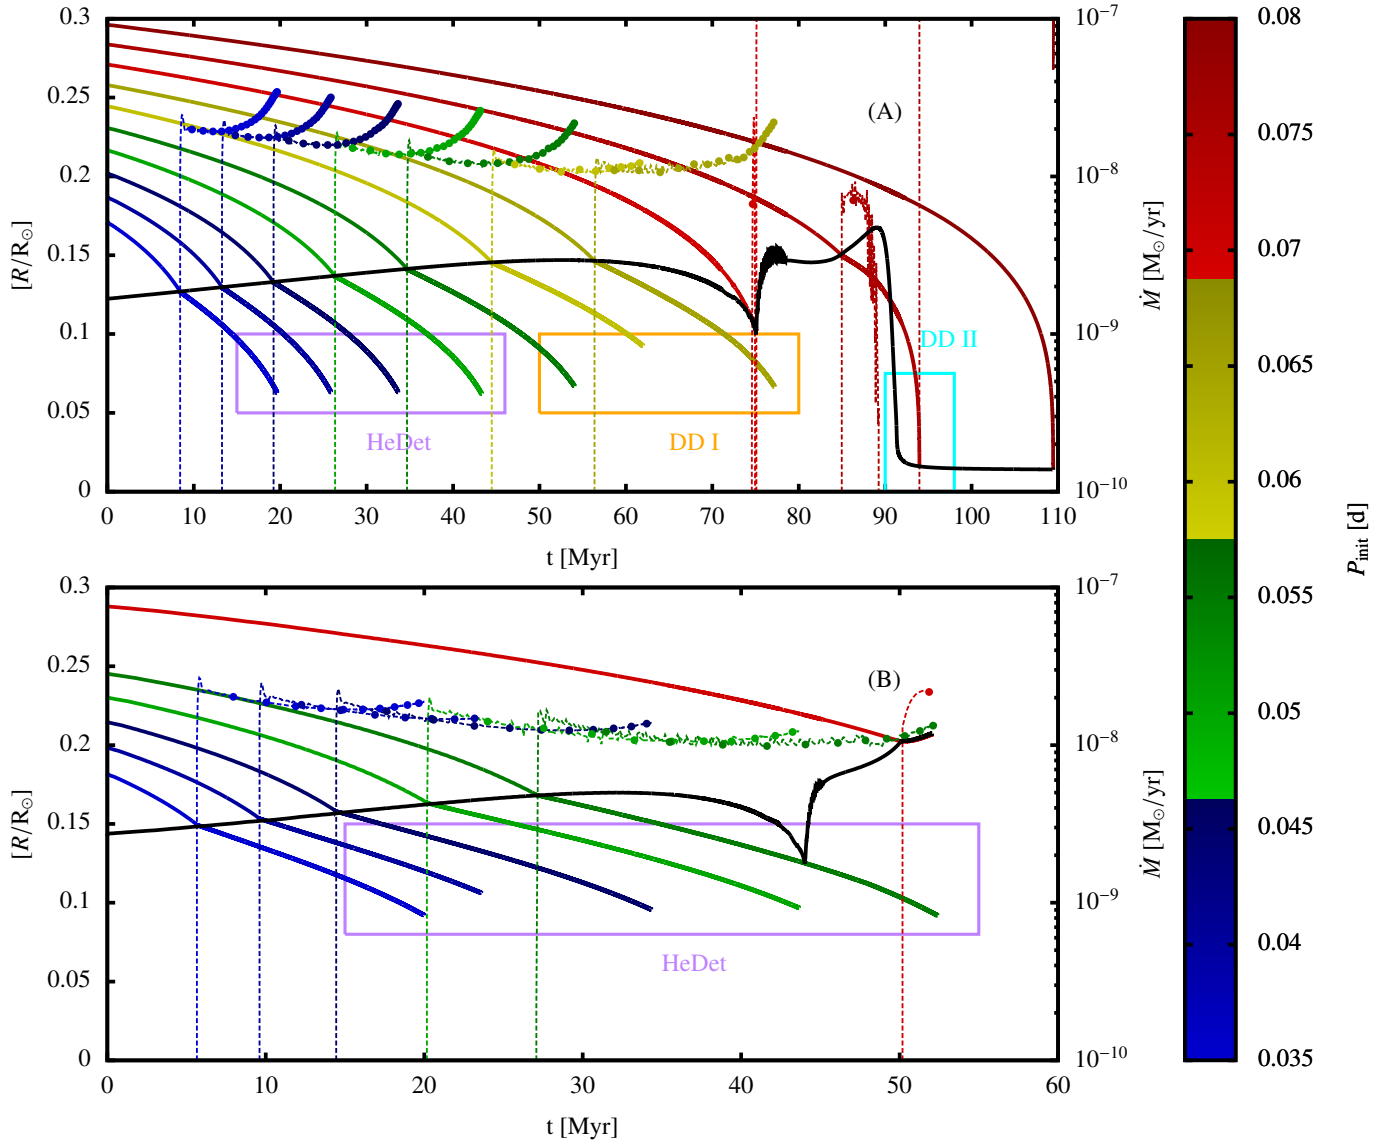 0.3
0.25
0.2
0.15
0.1
0.05
0
[R/R☉]
10⁻⁷
10⁻⁸
10⁻⁹
10⁻¹⁰
Ṁ [M☉/yr]
(A)
HeDet
DD I
DD II
0 10 20 30 40 50 60 70 80 90 100 110
t [Myr]
0.3
0.25
0.2
0.15
0.1
0.05
0
[R/R☉]
10⁻⁷
10⁻⁸
10⁻⁹
10⁻¹⁰
Ṁ [M☉/yr]
(B)
HeDet
0 10 20 30 40 50 60
t [Myr]
0.08
0.075
0.07
0.065
0.06
0.055
0.05
0.045
0.04
0.035
P_init [d]